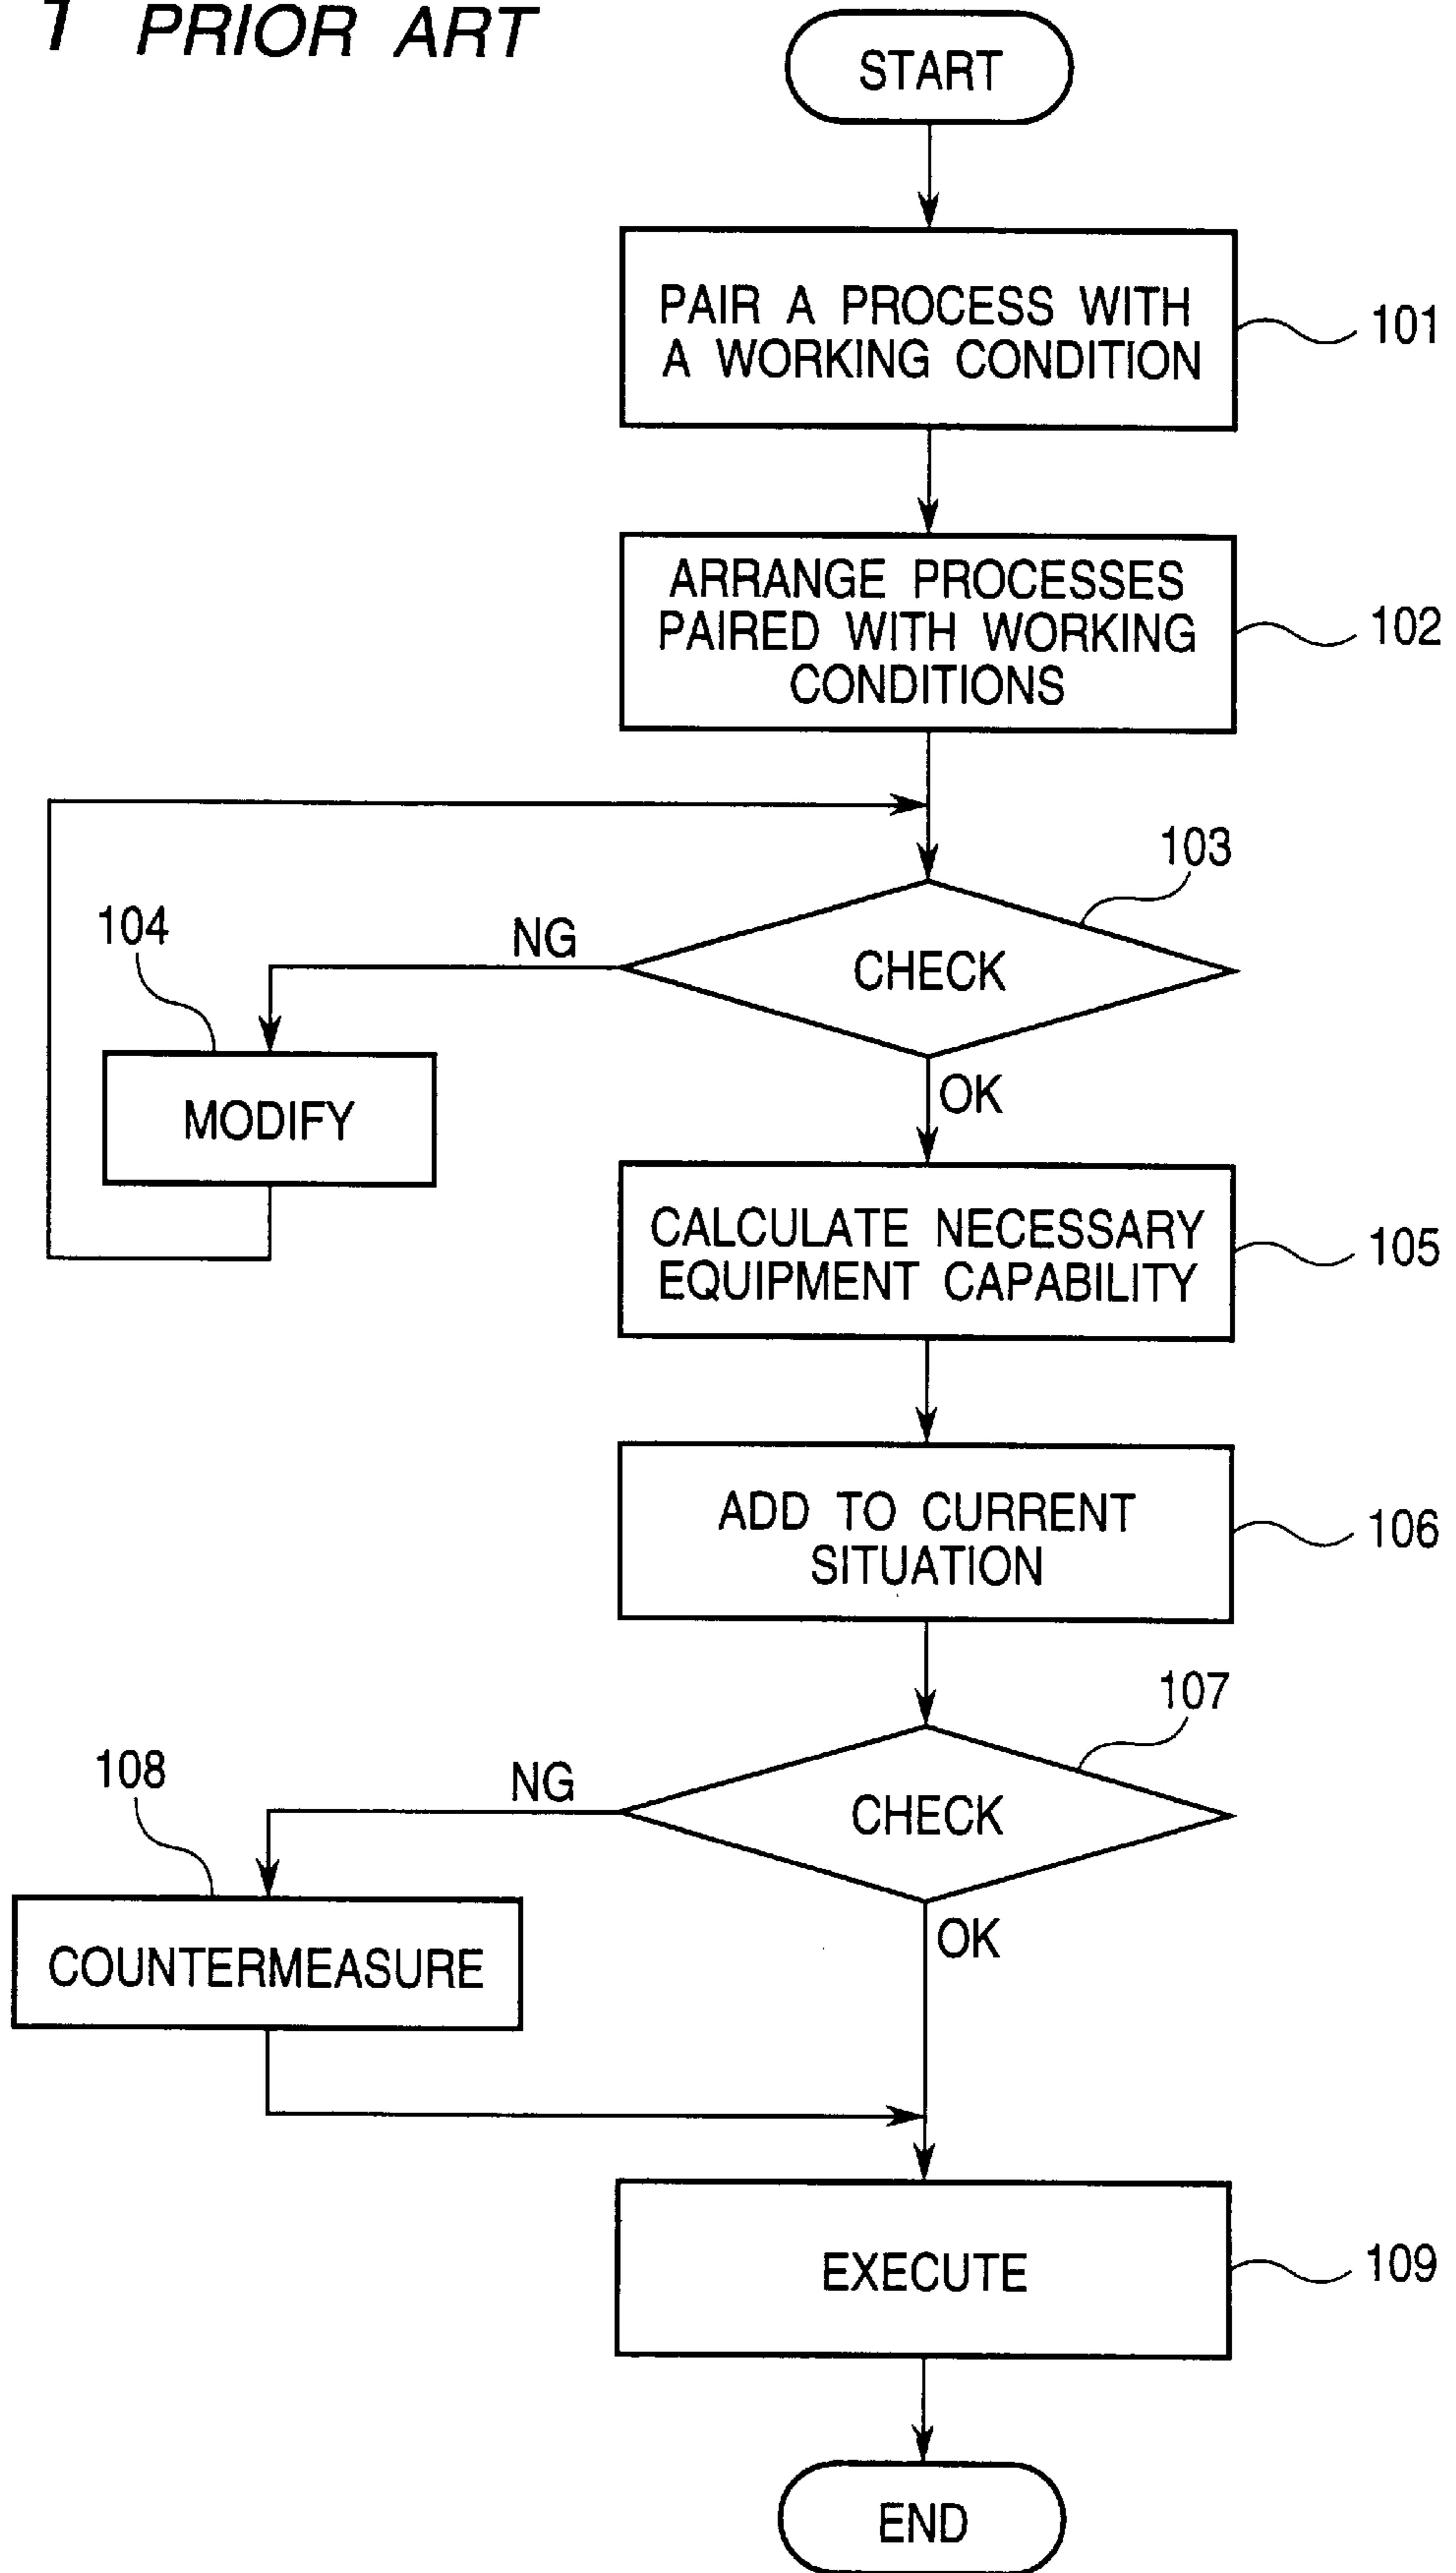 1 PRIOR ART
START
PAIR A PROCESS WITH
A WORKING CONDITION
101
ARRANGE PROCESSES
PAIRED WITH WORKING
CONDITIONS
102
103
NG
CHECK
104
OK
MODIFY
CALCULATE NECESSARY
EQUIPMENT CAPABILITY
105
ADD TO CURRENT
SITUATION
106
107
NG
CHECK
108
OK
COUNTERMEASURE
EXECUTE
109
END